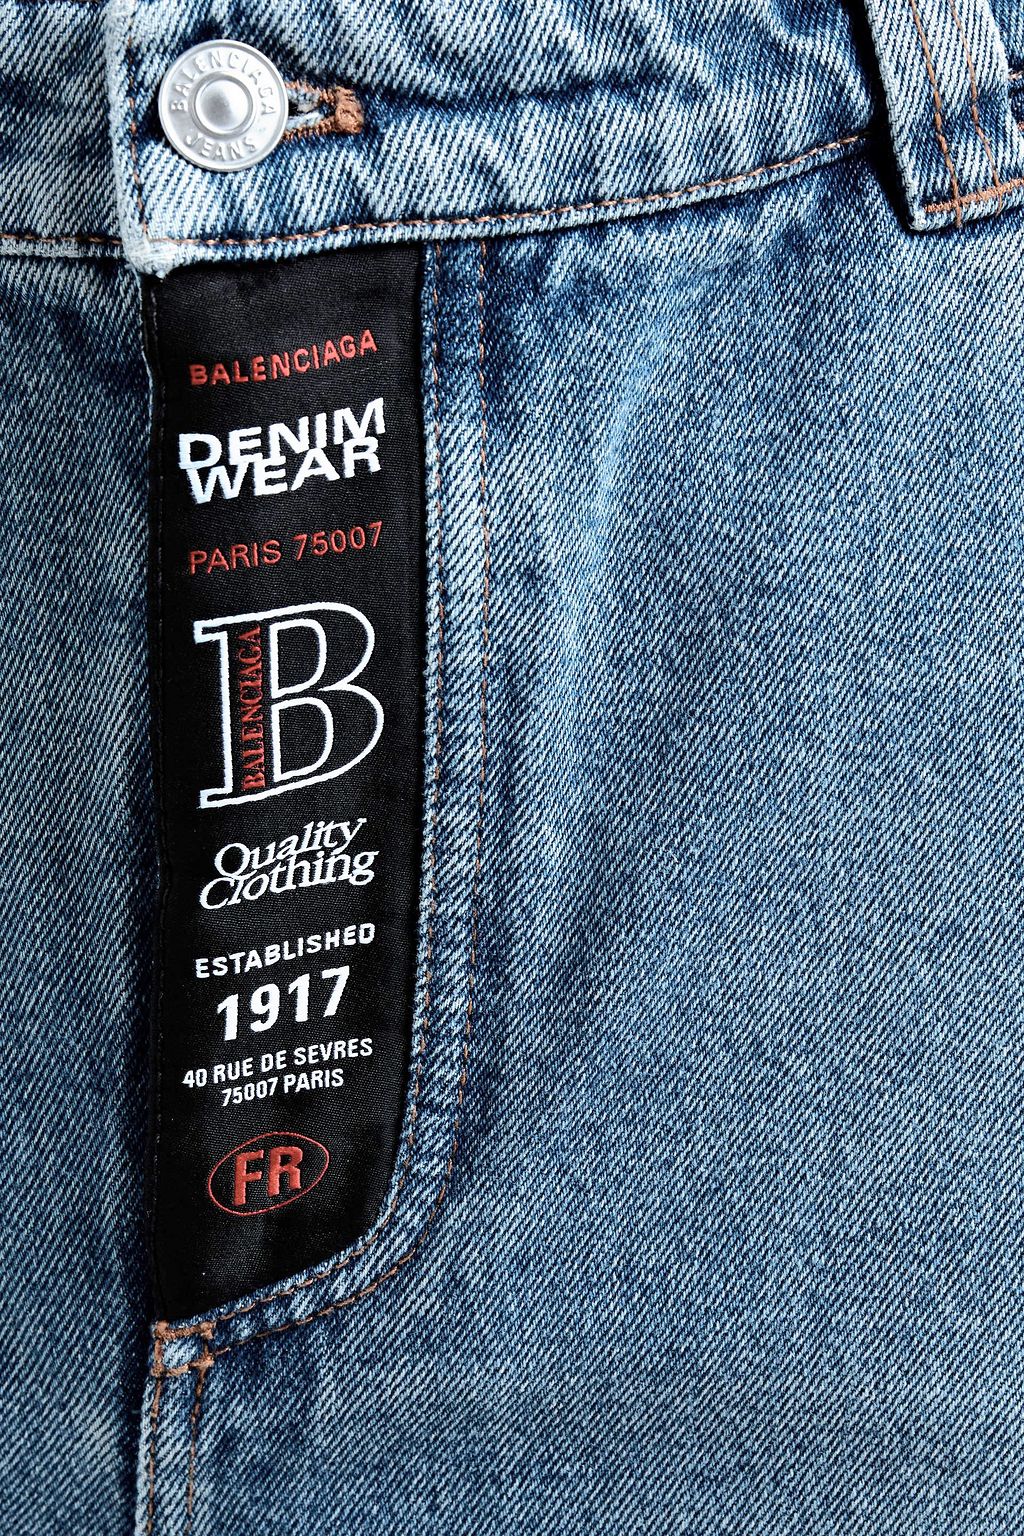 BALENCIAGA
JEANS
BALENCIAGA
DENIM
WEAR
PARIS 75007
B
BALENCIAGA
Quality
Clothing
ESTABLISHED
1917
40 RUE DE SEVRES
75007 PARIS
FR